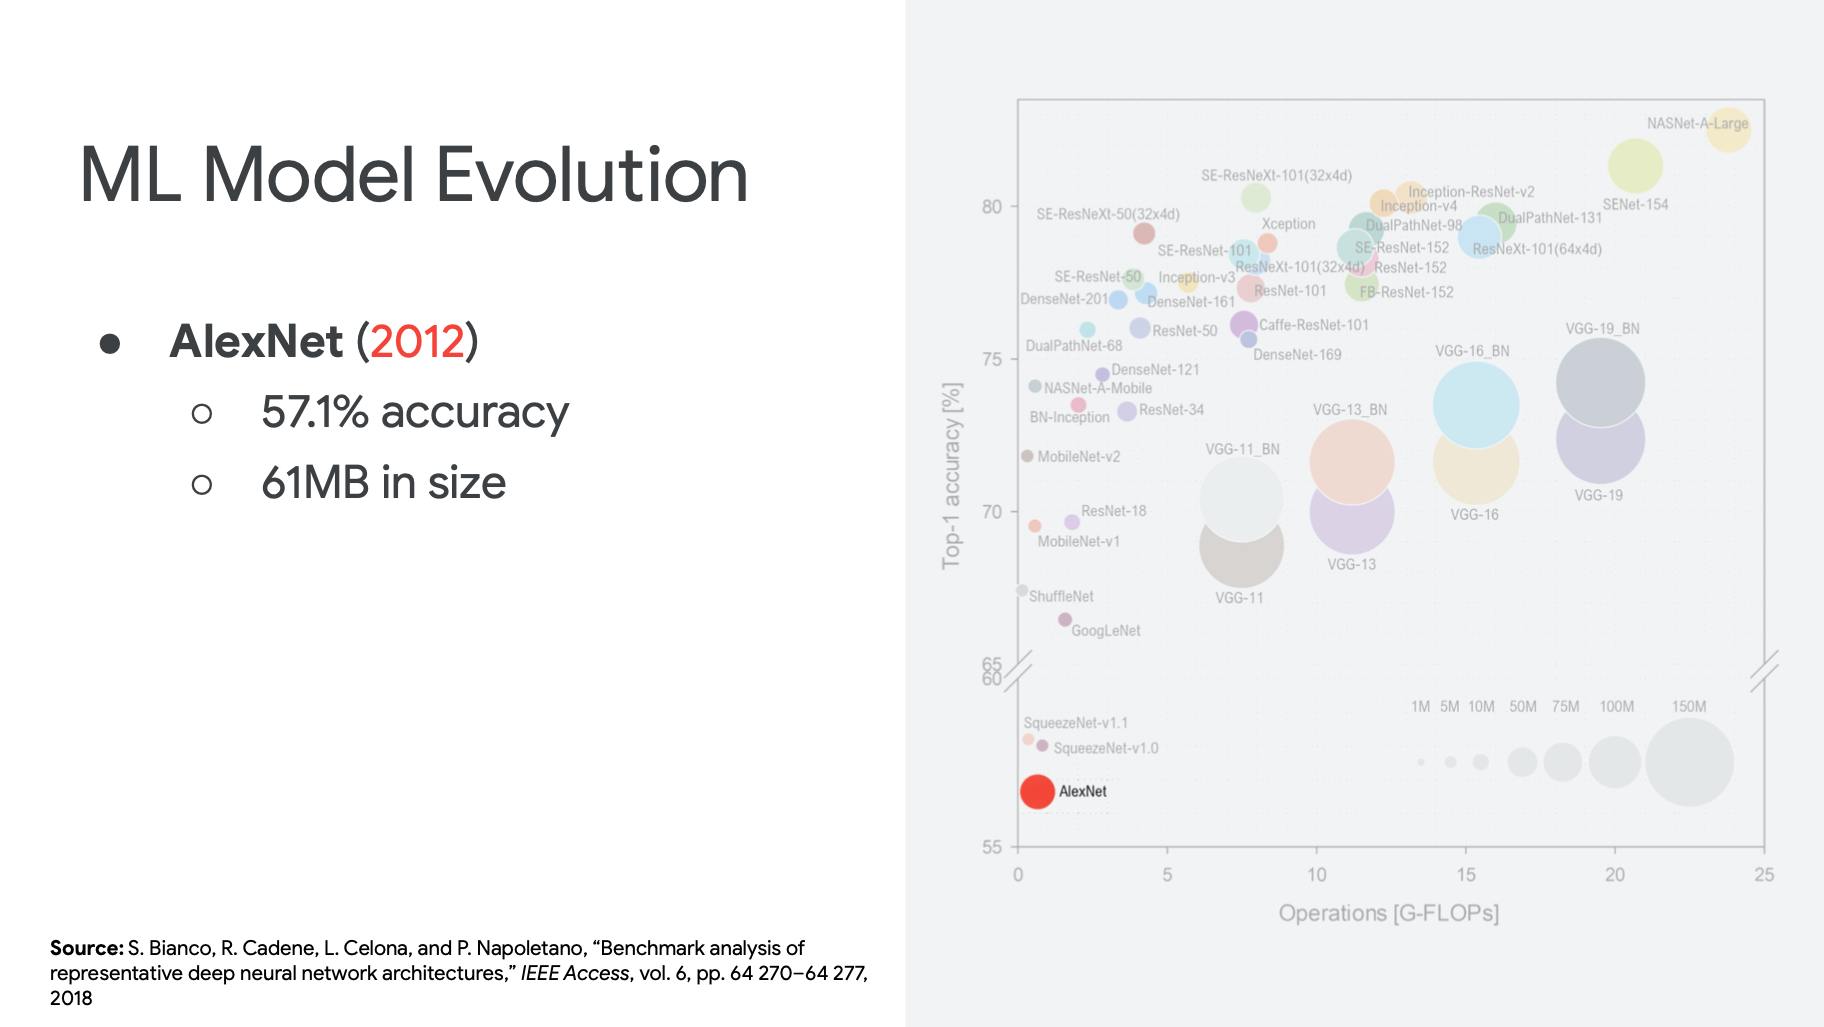 ML Model Evolution
● AlexNet (2012)
○ 57.1% accuracy
○ 61MB in size
Source: S. Bianco, R. Cadene, L. Celona, and P. Napoletano, “Benchmark analysis of
representative deep neural network architectures,” IEEE Access, vol. 6, pp. 64 270–64 277,
2018
NASNet-A-Large
SE-ResNeXt-101(32x4d)
Inception-ResNet-v2
SENet-154
80
Inception-v4
SE-ResNeXt-50(32x4d)
DualPathNet-131
Xception
DualPathNet-98
SE-ResNet-101
SE-ResNet-152
ResNeXt-101(64x4d)
ResNeXt-101(32x4d)
ResNet-152
SE-ResNet-50
Inception-v3
ResNet-101
FB-ResNet-152
DenseNet-201
DenseNet-161
Caffe-ResNet-101
ResNet-50
VGG-19_BN
DualPathNet-68
DenseNet-169
VGG-16_BN
75
DenseNet-121
NASNet-A-Mobile
BN-Inception
ResNet-34
VGG-13_BN
VGG-11_BN
MobileNet-v2
VGG-19
70
ResNet-18
VGG-16
MobileNet-v1
VGG-13
ShuffleNet
VGG-11
GoogLeNet
65
60
1M 5M 10M 50M 75M 100M 150M
SqueezeNet-v1.1
SqueezeNet-v1.0
AlexNet
55
0 5 10 15 20 25
Top-1 accuracy [%]
Operations [G-FLOPs]